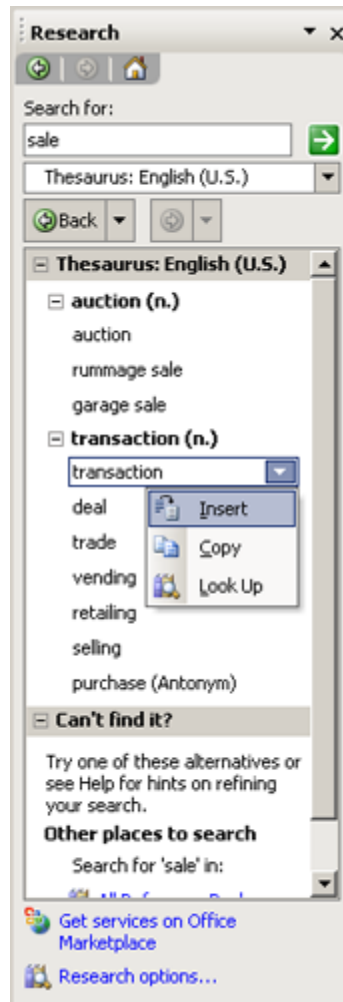 Research
Search for:
sale
Thesaurus: English (U.S.)
Back
Thesaurus: English (U.S.)
auction (n.)
auction
rummage sale
garage sale
transaction (n.)
transaction
deal
Insert
trade
Copy
vending
Look Up
retailing
selling
purchase (Antonym)
Can't find it?
Try one of these alternatives or
see Help for hints on refining
your search.
Other places to search
Search for 'sale' in:
Get services on Office
Marketplace
Research options...